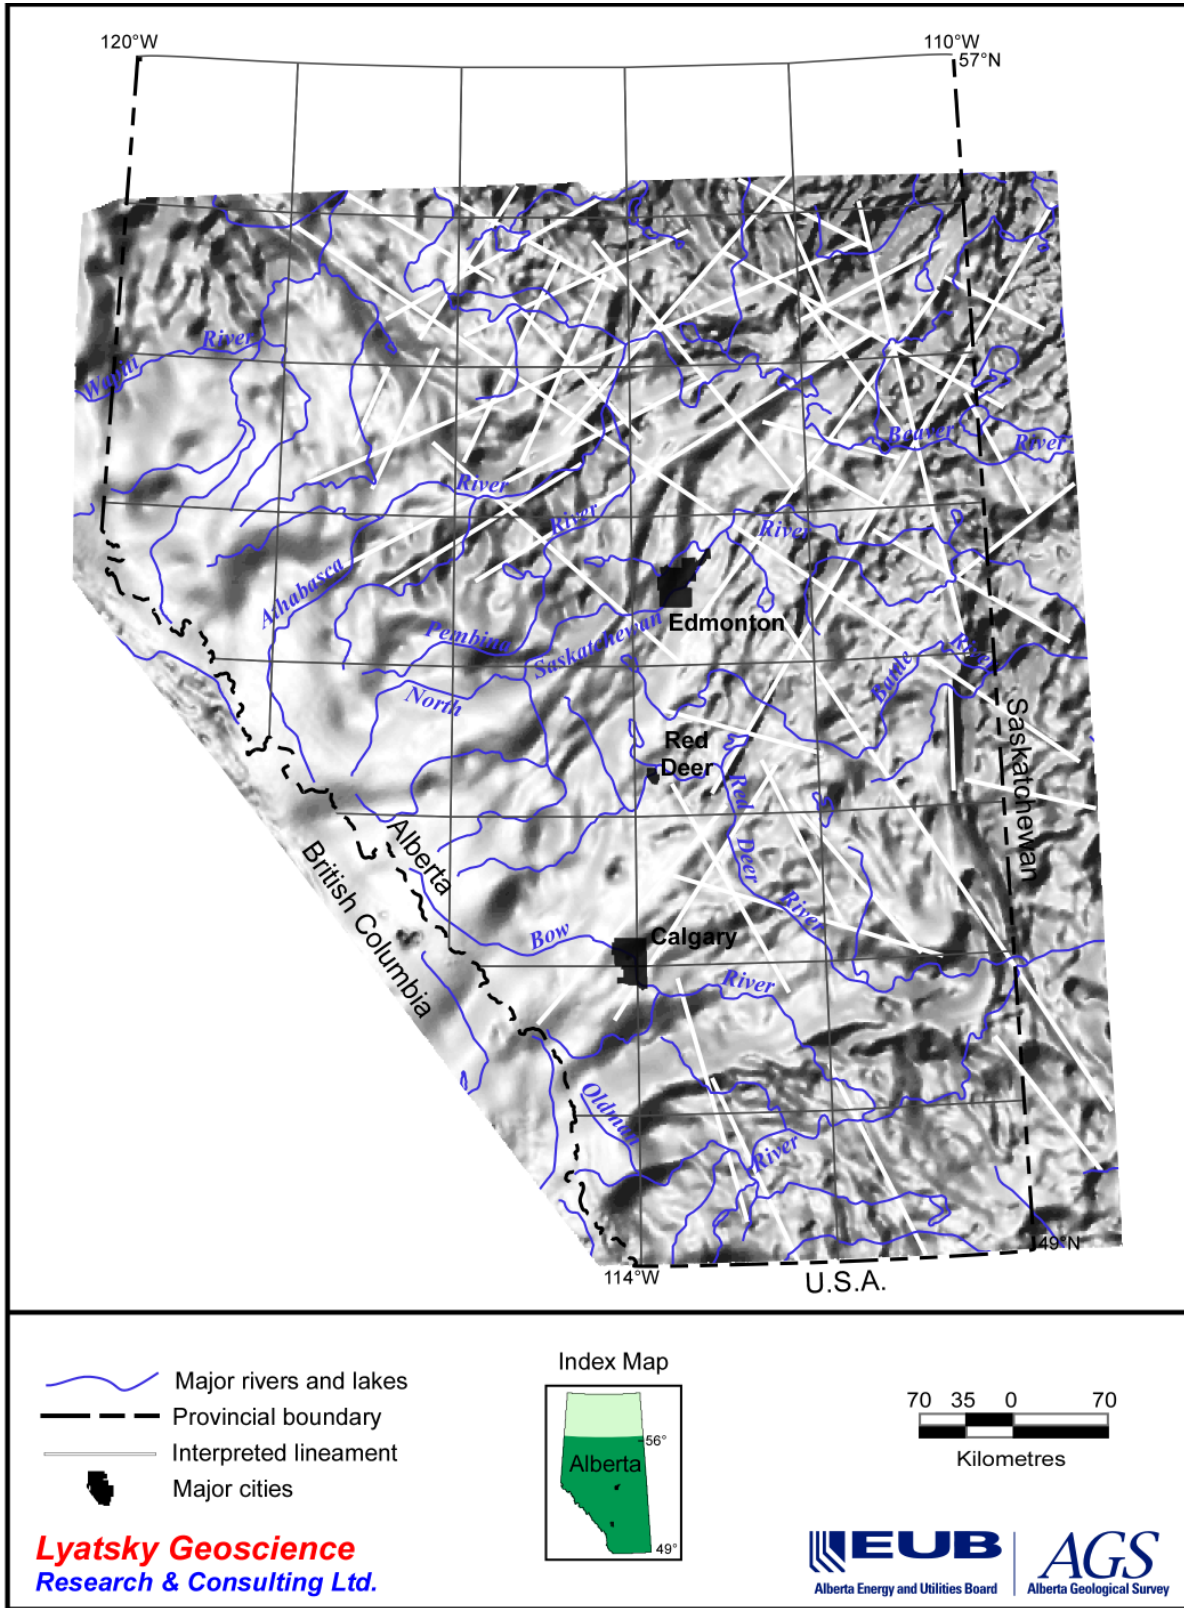 120°W
110°W
57°N
River
Wapiti
Beaver
River
River
River
River
Athabasca
Edmonton
Pembina
Saskatchewan
River
Battle
North
Red
Deer
Saskatchewan
Red
Alberta
British Columbia
Deer
River
Bow
Calgary
River
Oldman
River
49°N
114°W
U.S.A.
Major rivers and lakes
Provincial boundary
Interpreted lineament
Major cities
Index Map
56°
Alberta
49°
70 35 0 70
Kilometres
Lyatsky Geoscience
Research & Consulting Ltd.
EUB
Alberta Energy and Utilities Board
AGS
Alberta Geological Survey